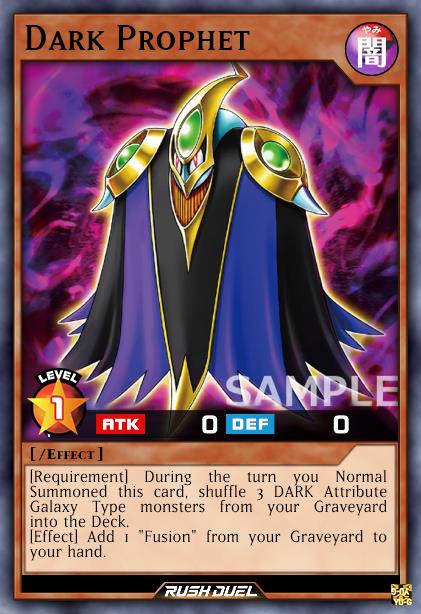 DARK PROPHET
やみ
闇
SAMPLE
LEVEL
1
ATK 0 DEF 0
[/EFFECT]
[Requirement] During the turn you Normal
Summoned this card, shuffle 3 DARK Attribute
Galaxy Type monsters from your Graveyard
into the Deck.
[Effect] Add 1 "Fusion" from your Graveyard to
your hand.
RUSH DUEL